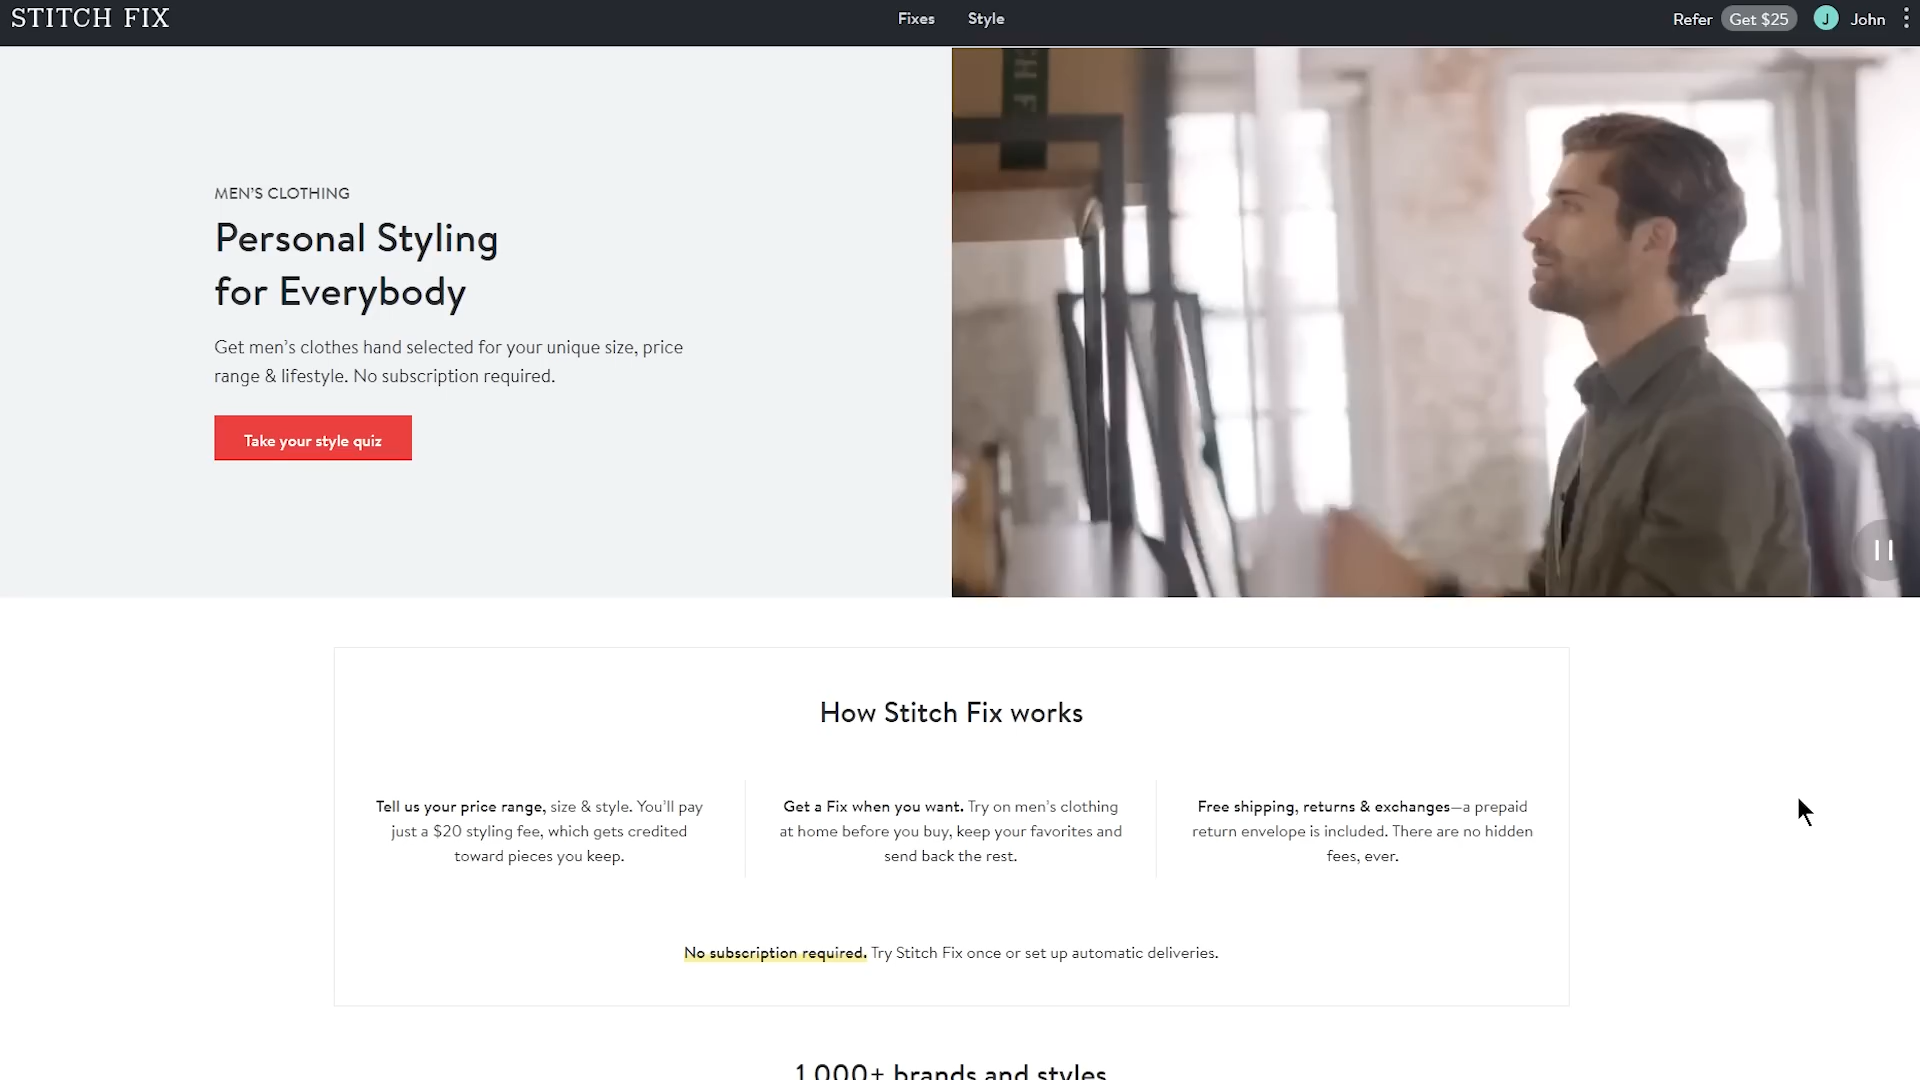 STITCH FIX
Fixes
Style
Refer
Get $25
J
John
MEN'S CLOTHING
Personal Styling
for Everybody
Get men's clothes hand selected for your unique size, price
range & lifestyle. No subscription required.
Take your style quiz
How Stitch Fix works
Tell us your price range, size & style. You'll pay
just a $20 styling fee, which gets credited
toward pieces you keep.
Get a Fix when you want. Try on men's clothing
at home before you buy, keep your favorites and
send back the rest.
Free shipping, returns & exchanges—a prepaid
return envelope is included. There are no hidden
fees, ever.
No subscription required. Try Stitch Fix once or set up automatic deliveries.
1,000+ brands and styles